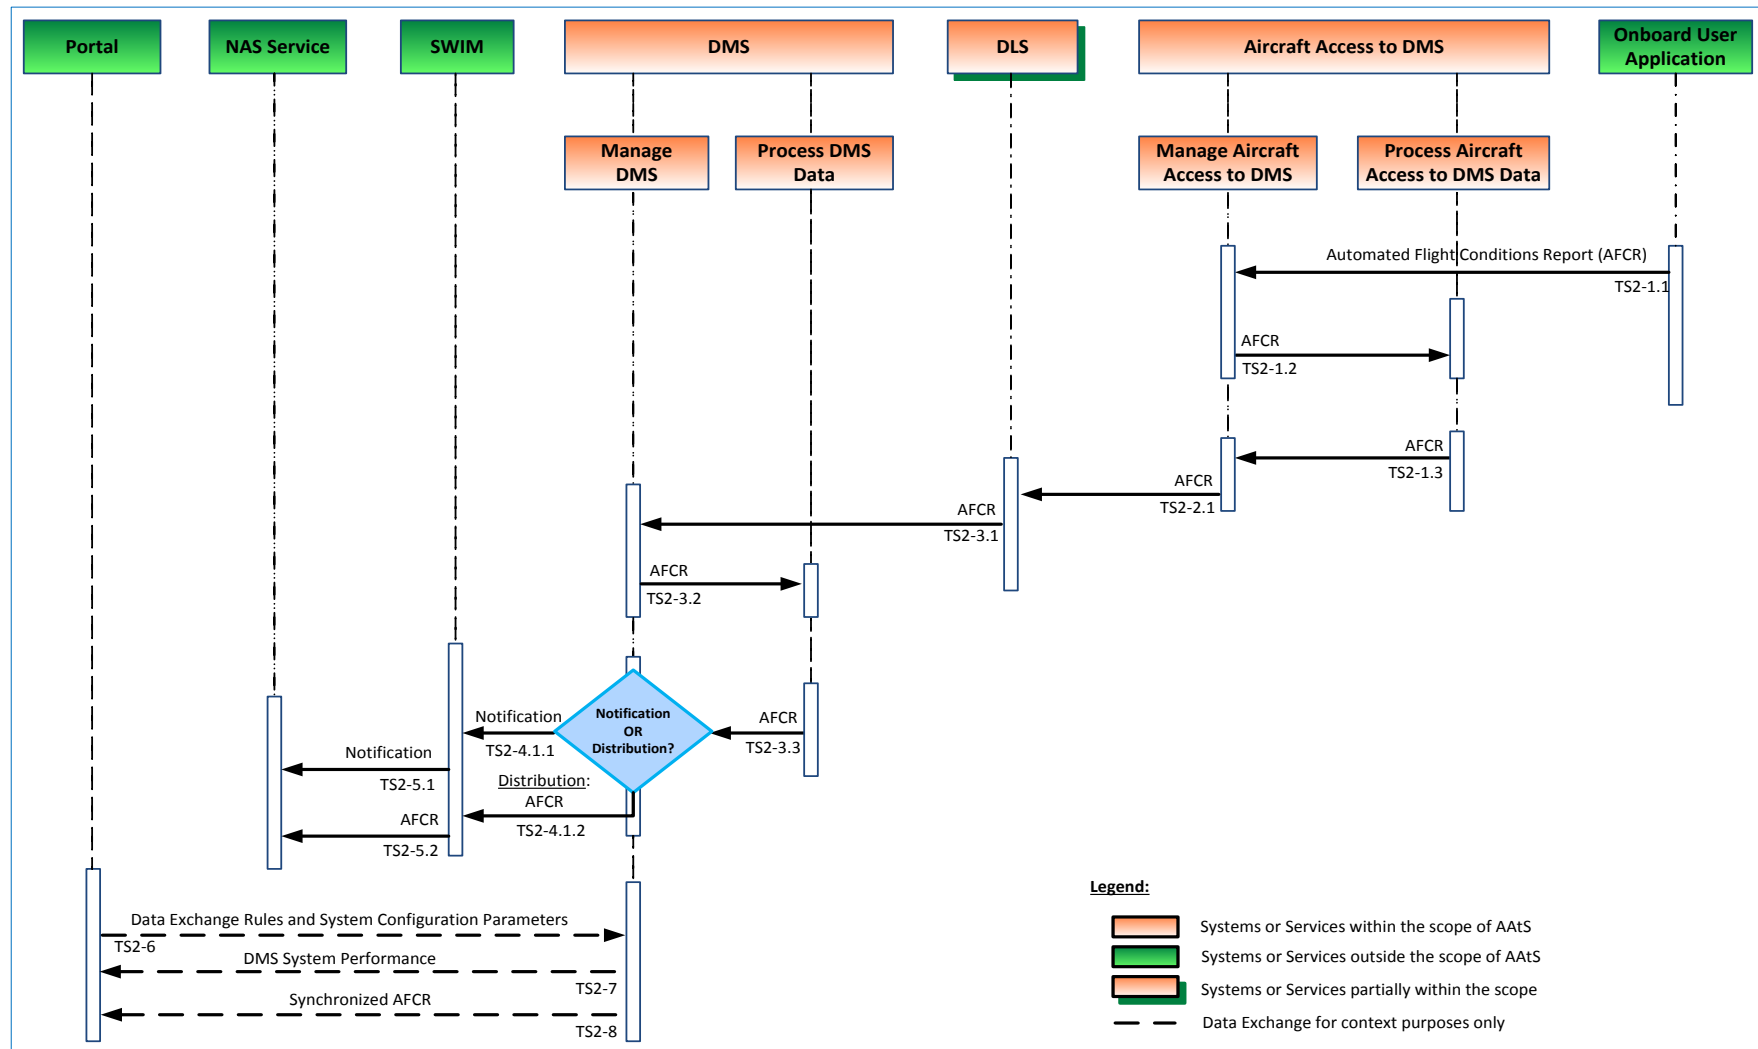 Portal
NAS Service
SWIM
DMS
DLS
Aircraft Access to DMS
Onboard User
Application
Manage
DMS
Process DMS
Data
Manage Aircraft
Access to DMS
Process Aircraft
Access to DMS Data
Automated Flight Conditions Report (AFCR)
TS2-1.1
AFCR
TS2-1.2
AFCR
TS2-1.3
AFCR
TS2-2.1
AFCR
TS2-3.1
AFCR
TS2-3.2
AFCR
TS2-3.3
Notification
OR
Distribution?
Notification
TS2-4.1.1
Notification
TS2-5.1
Distribution:
AFCR
TS2-4.1.2
AFCR
TS2-5.2
Data Exchange Rules and System Configuration Parameters
TS2-6
DMS System Performance
TS2-7
Synchronized AFCR
TS2-8
Legend:
Systems or Services within the scope of AAtS
Systems or Services outside the scope of AAtS
Systems or Services partially within the scope
Data Exchange for context purposes only